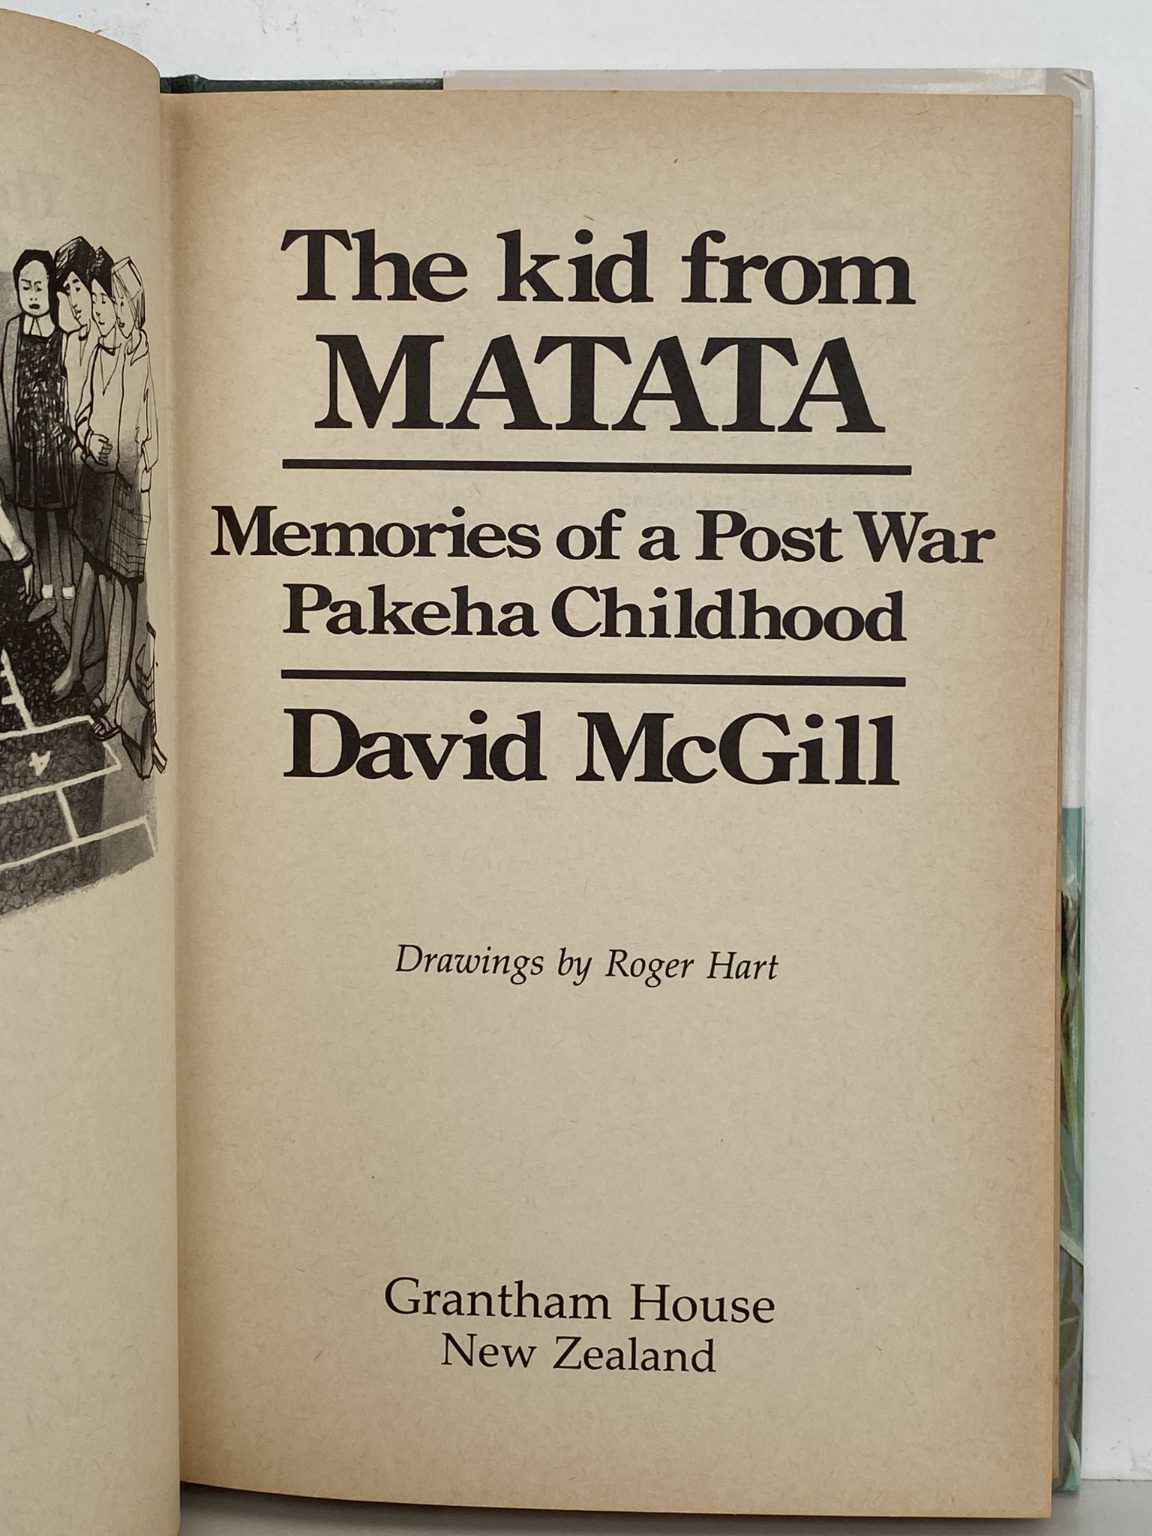 The kid from
MATATA
Memories of a Post War
Pakeha Childhood
David McGill
Drawings by Roger Hart
Grantham House
New Zealand